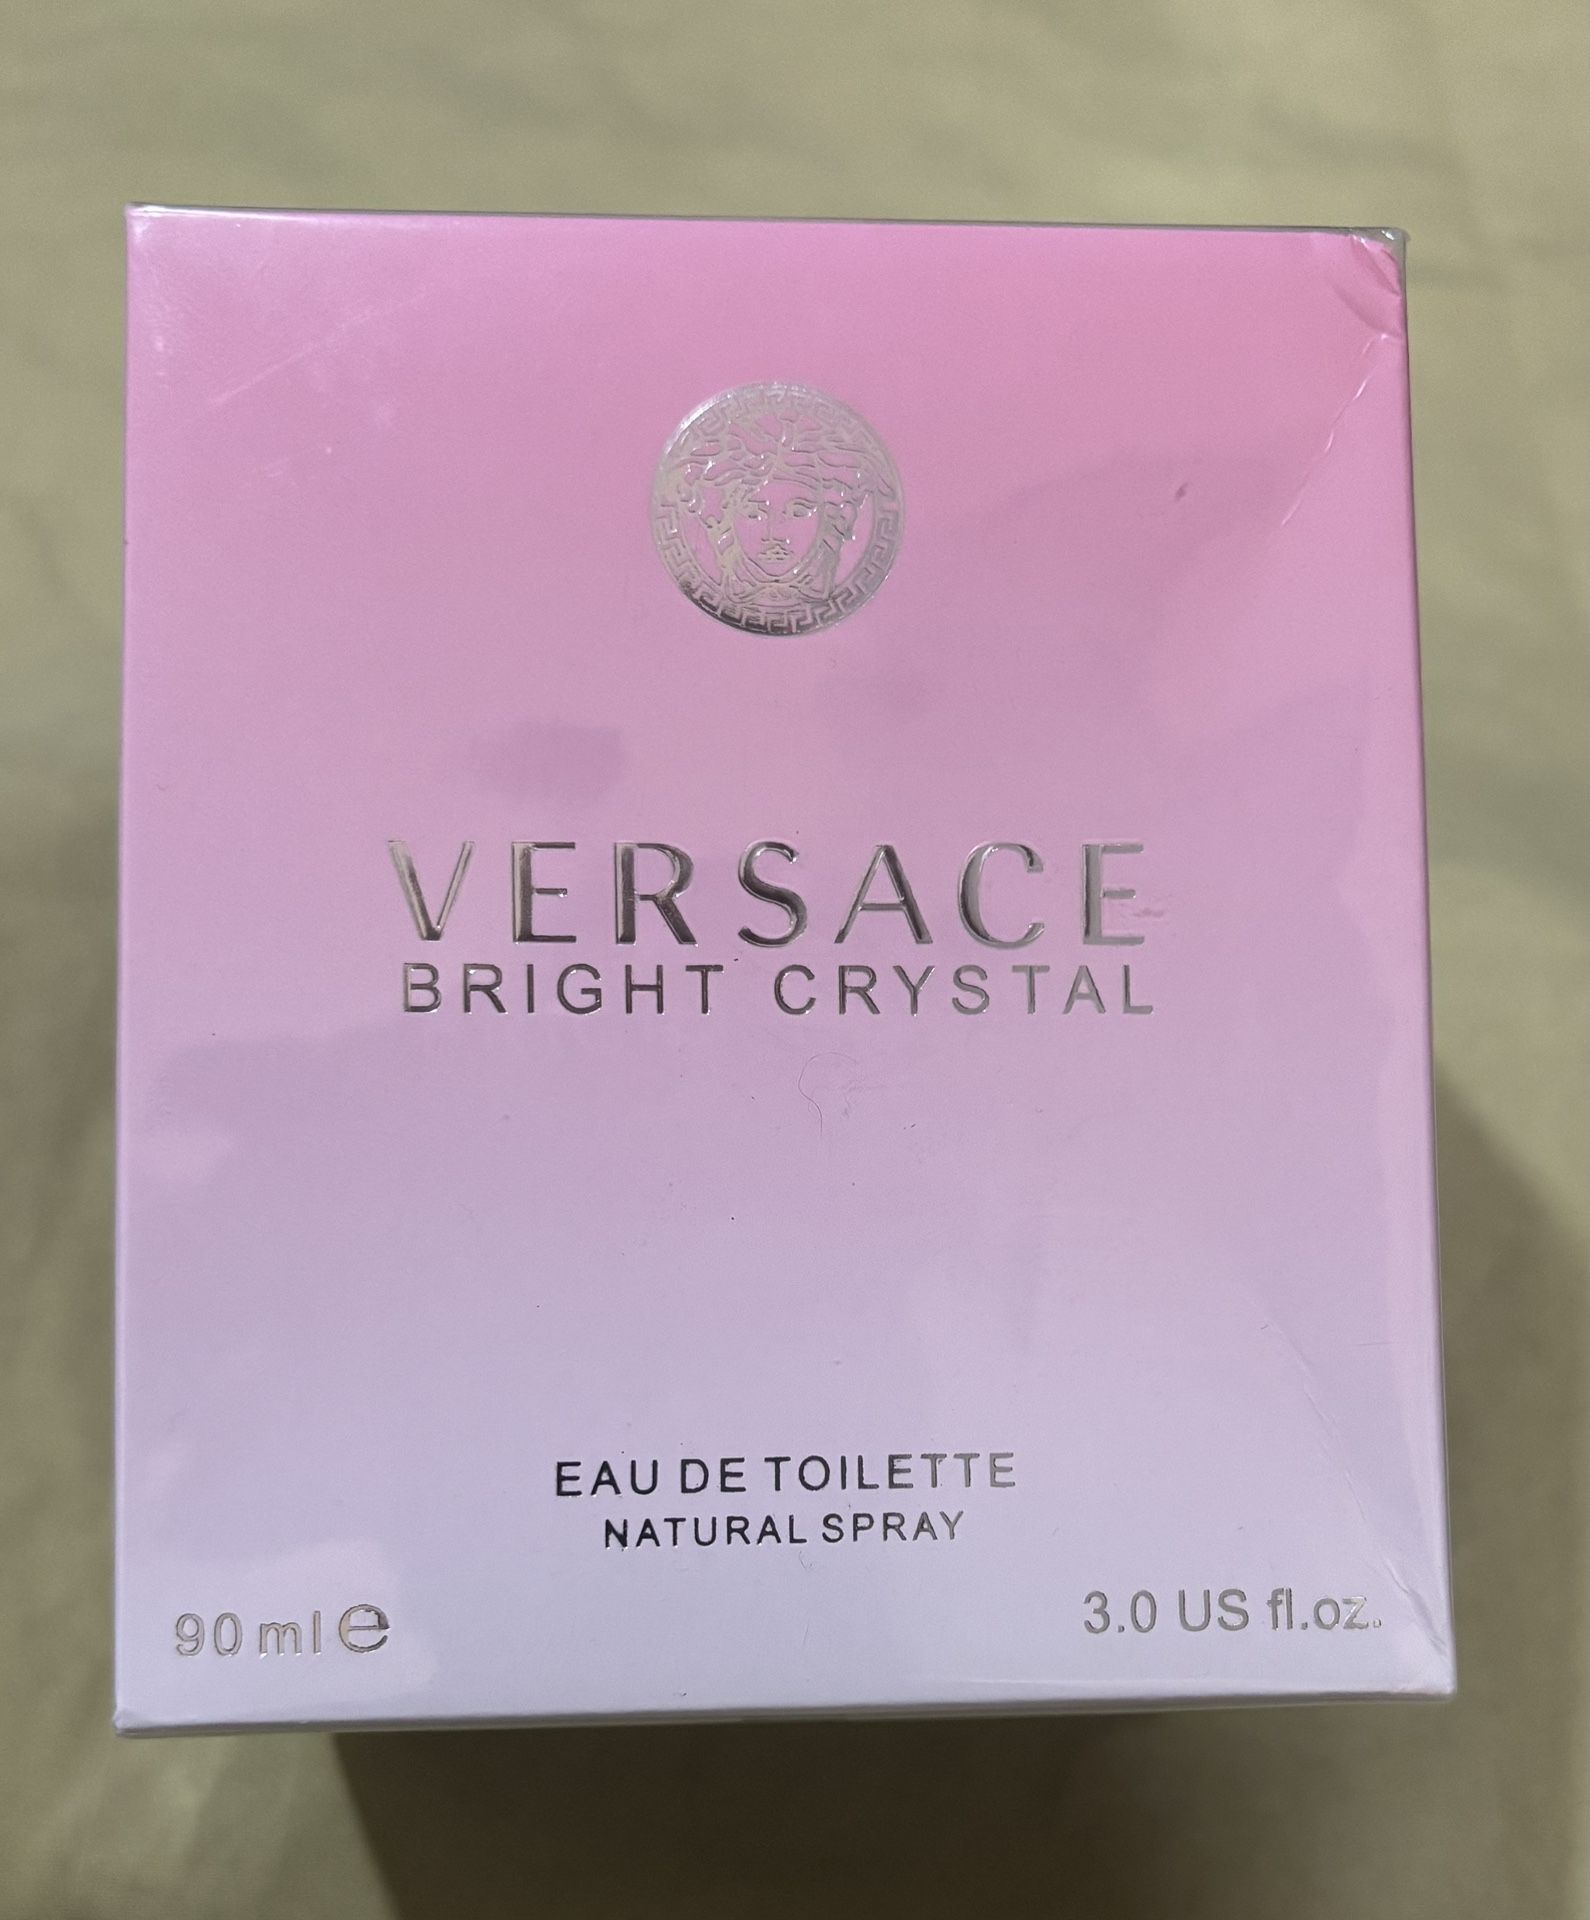 VERSACE
BRIGHT CRYSTAL
EAU DE TOILETTE
NATURAL SPRAY
90 ml e
3.0 US fl.oz.